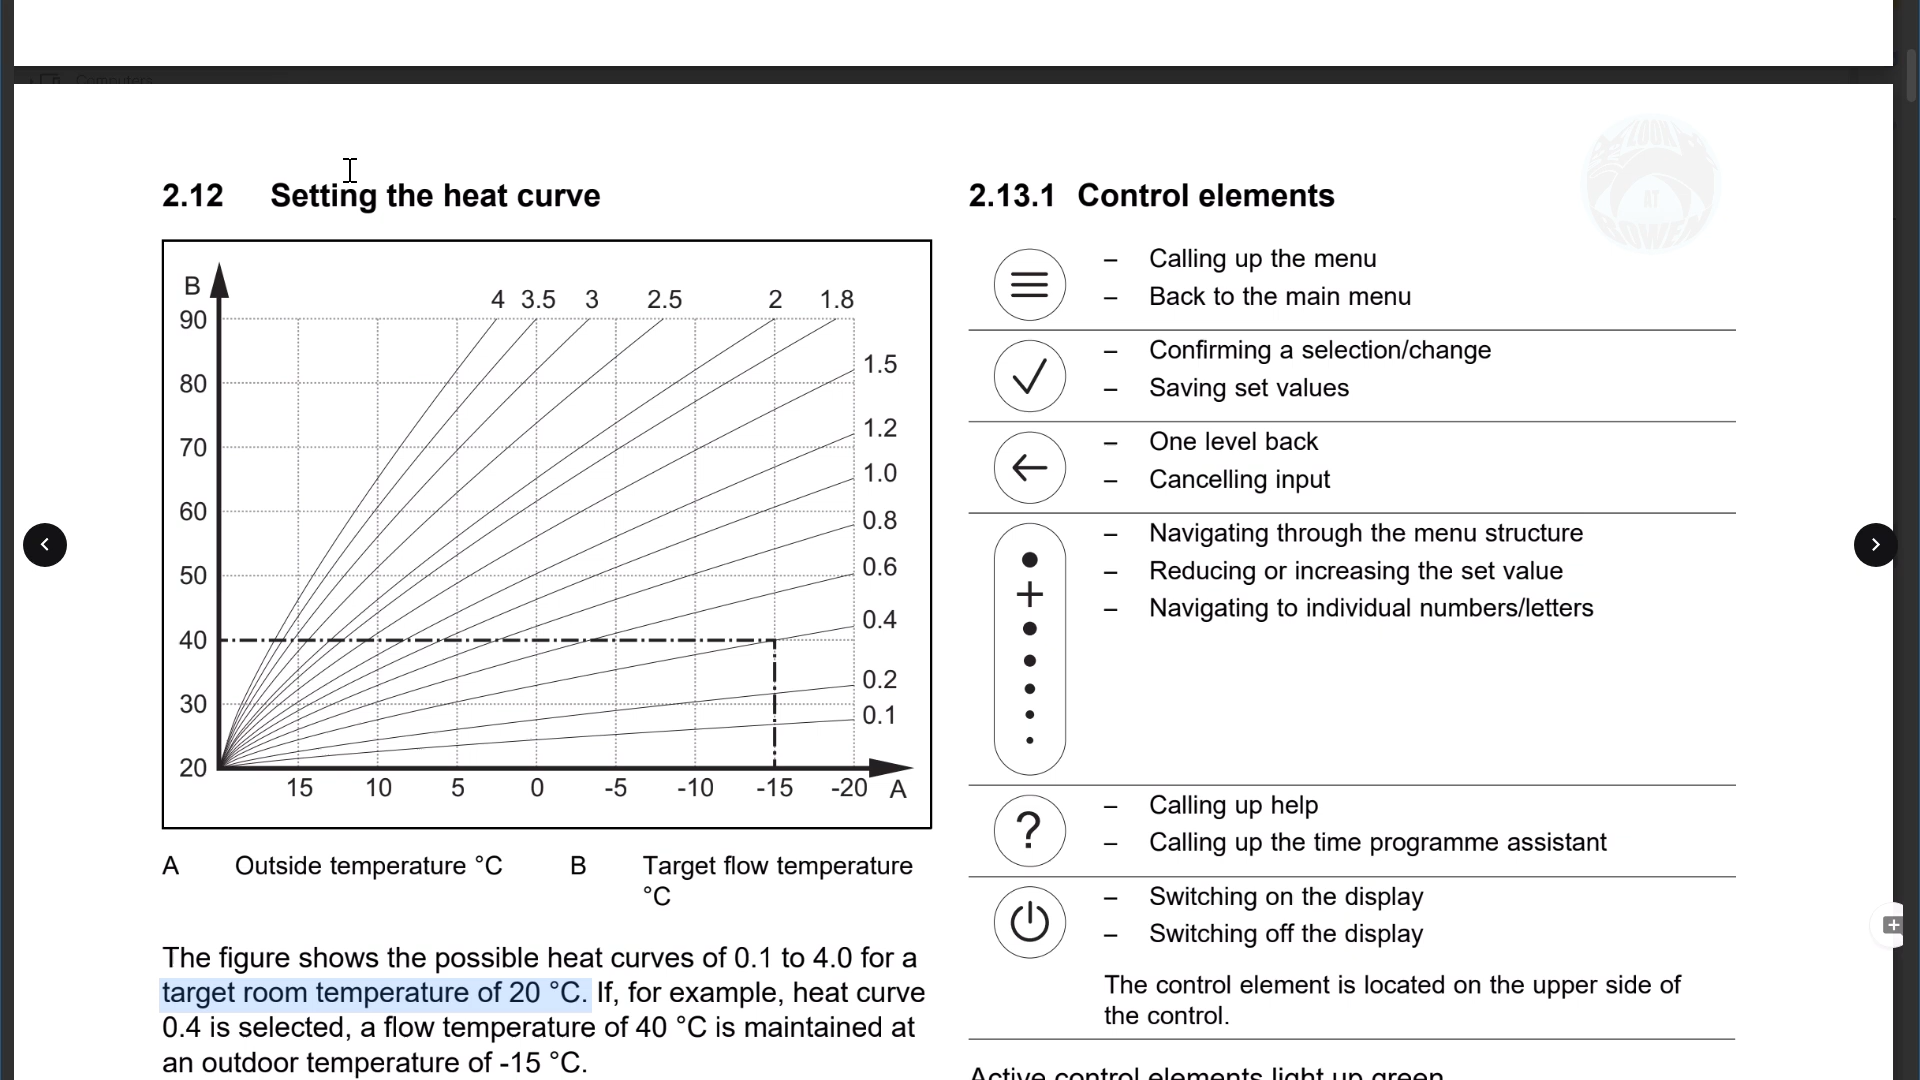 Computers
2.12 Setting the heat curve
B
4 3.5 3 2.5 2 1.8
90
80
70
60
50
40
30
20
1.5
1.2
1.0
0.8
0.6
0.4
0.2
0.1
15 10 5 0 -5 -10 -15 -20 A
A Outside temperature °C B Target flow temperature
°C
The figure shows the possible heat curves of 0.1 to 4.0 for a
target room temperature of 20 °C. If, for example, heat curve
0.4 is selected, a flow temperature of 40 °C is maintained at
an outdoor temperature of -15 °C.
2.13.1 Control elements
– Calling up the menu
– Back to the main menu
– Confirming a selection/change
– Saving set values
– One level back
– Cancelling input
– Navigating through the menu structure
– Reducing or increasing the set value
– Navigating to individual numbers/letters
?
– Calling up help
– Calling up the time programme assistant
– Switching on the display
– Switching off the display
The control element is located on the upper side of
the control.
Active control elements light up green.
LOOK
AT